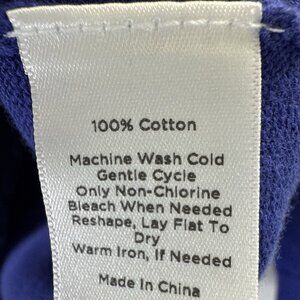 100% Cotton
Machine Wash Cold
Gentle Cycle
Only Non-Chlorine
Bleach When Needed
Reshape, Lay Flat To
Dry
Warm Iron, If Needed
Made In China